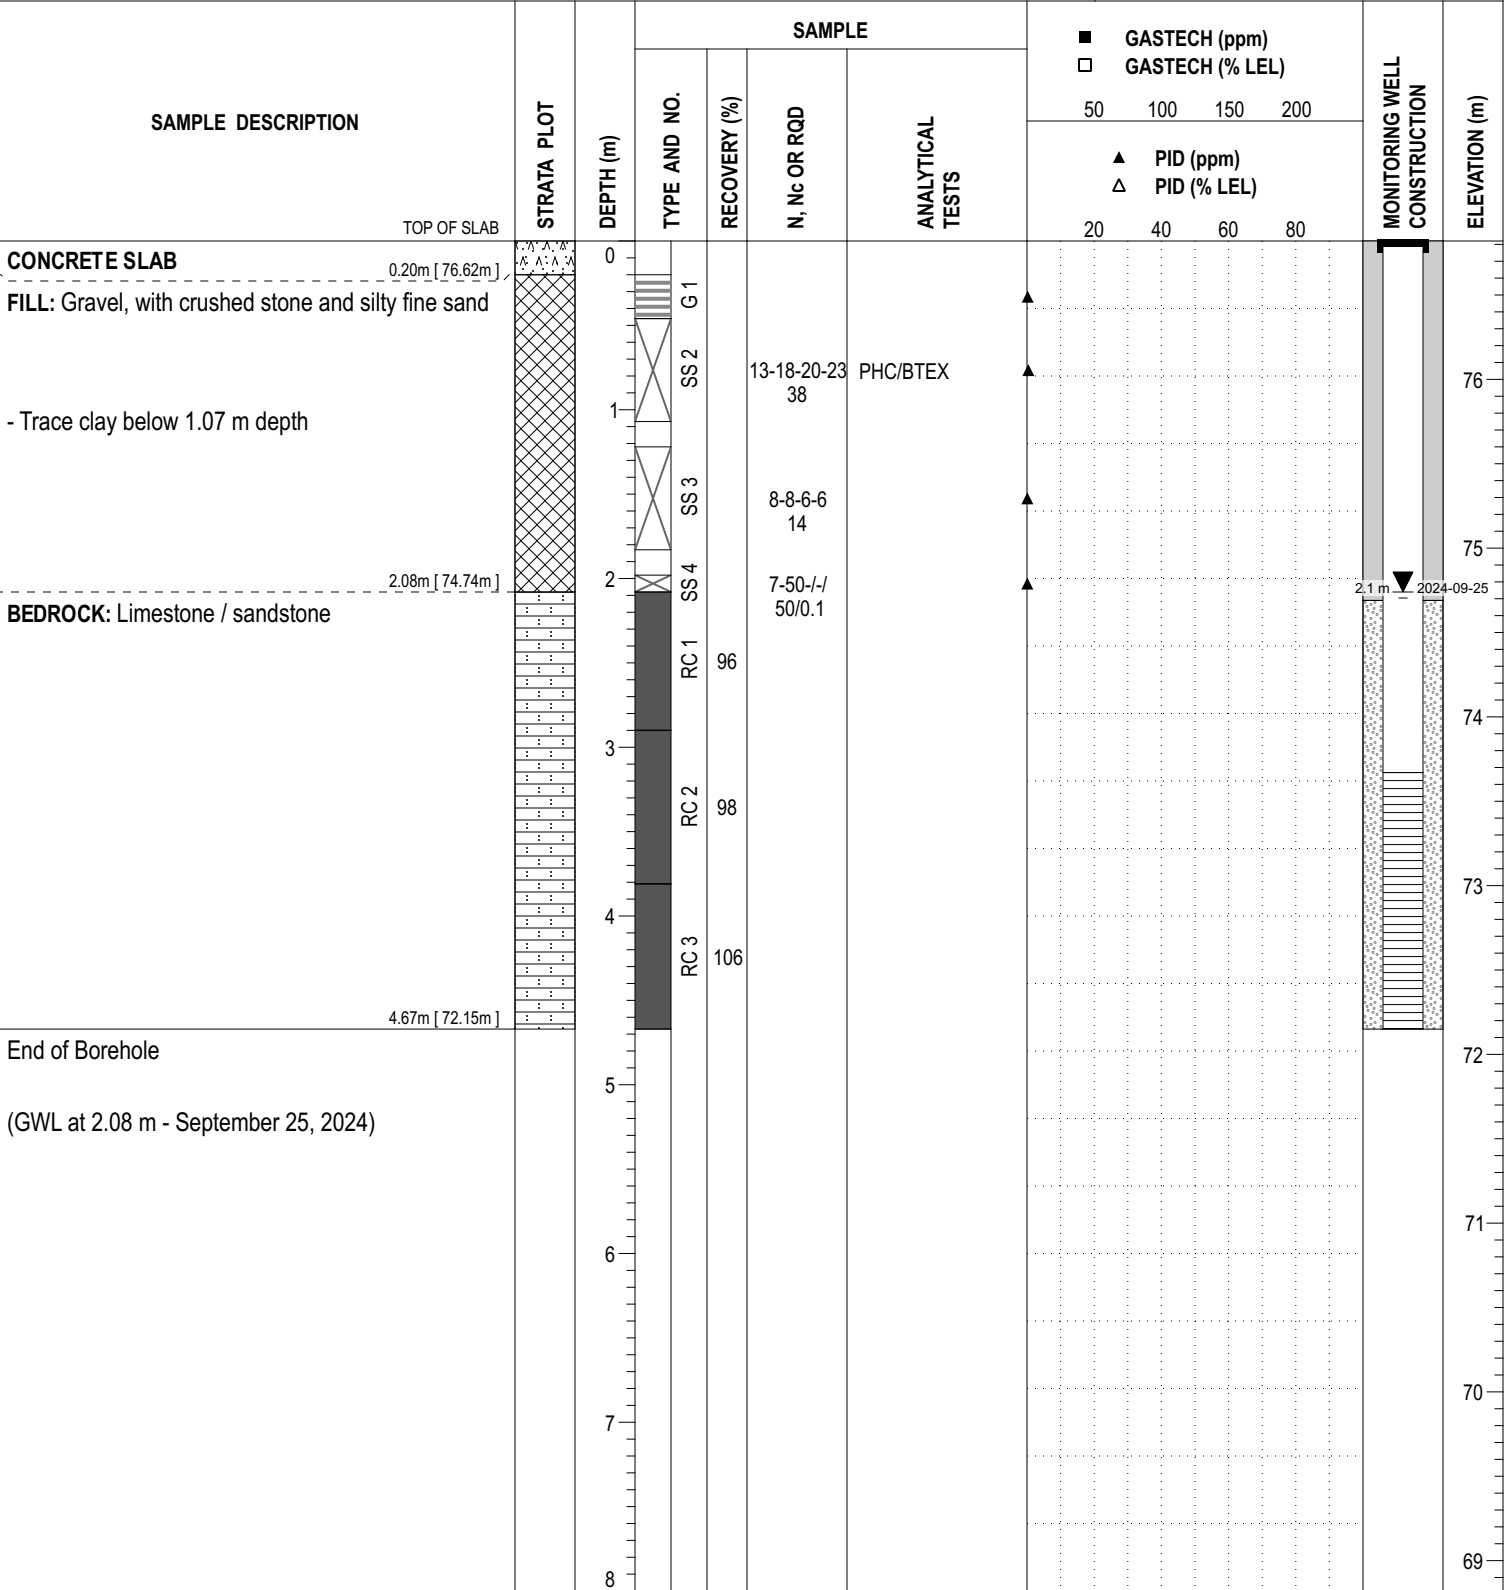 SAMPLE DESCRIPTION
TOP OF SLAB
STRATA PLOT
DEPTH (m)
SAMPLE
TYPE AND NO.
RECOVERY (%)
N, Nc OR RQD
ANALYTICAL
TESTS
■ GASTECH (ppm)
□ GASTECH (% LEL)
50 100 150 200
▲ PID (ppm)
△ PID (% LEL)
20 40 60 80
MONITORING WELL
CONSTRUCTION
ELEVATION (m)
CONCRETE SLAB
0.20m [ 76.62m ]
FILL: Gravel, with crushed stone and silty fine sand
- Trace clay below 1.07 m depth
2.08m [ 74.74m ]
BEDROCK: Limestone / sandstone
4.67m [ 72.15m ]
End of Borehole
(GWL at 2.08 m - September 25, 2024)
0
1
2
3
4
5
6
7
8
G 1
SS 2
SS 3
SS 4
RC 1
RC 2
RC 3
96
98
106
13-18-20-23
38
8-8-6-6
14
7-50-/-/
50/0.1
PHC/BTEX
2.1 m
2024-09-25
76
75
74
73
72
71
70
69